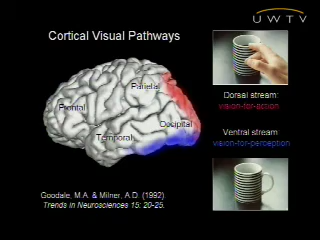 UWTV
Cortical Visual Pathways
Parietal
Frontal
Occipital
Temporal
Dorsal stream:
vision-for-action
Ventral stream
vision-for-perception
Goodale, M.A. & Milner, A.D. (1992).
Trends in Neurosciences 15: 20-25.